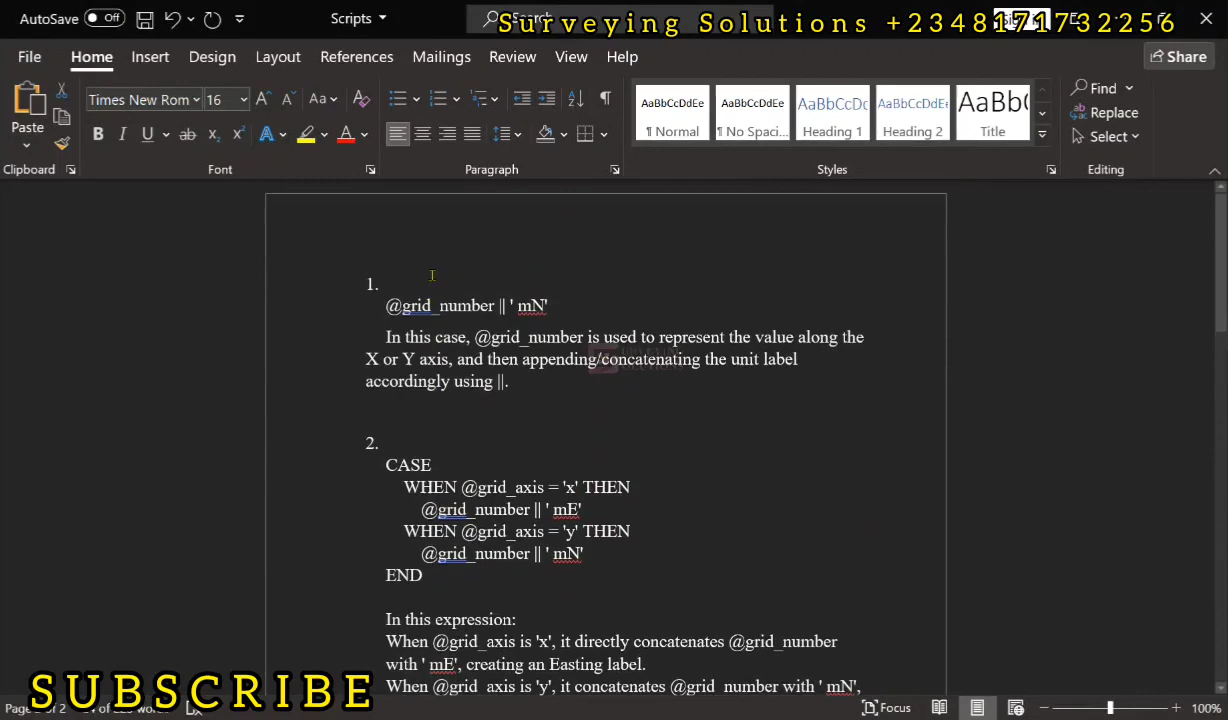 AutoSave Off Scripts Search
Surveying Solutions +2348171732256
File Home Insert Design Layout References Mailings Review View Help Share
Paste Times New Rom 16 Aa Find
Replace
Select
AaBbCcDdEe AaBbCcDdEe AaBbCcDc AaBbCcDdE AaBb(
¶ Normal ¶ No Spaci... Heading 1 Heading 2 Title
Clipboard Font Paragraph Styles Editing
1.
@grid_number || ' mN'
In this case, @grid_number is used to represent the value along the
X or Y axis, and then appending/concatenating the unit label
accordingly using ||.
2.
CASE
WHEN @grid_axis = 'x' THEN
@grid_number || ' mE'
WHEN @grid_axis = 'y' THEN
@grid_number || ' mN'
END
In this expression:
When @grid_axis is 'x', it directly concatenates @grid_number
with ' mE', creating an Easting label.
When @grid_axis is 'y', it concatenates @grid_number with ' mN',
SUBSCRIBE
Focus 100%